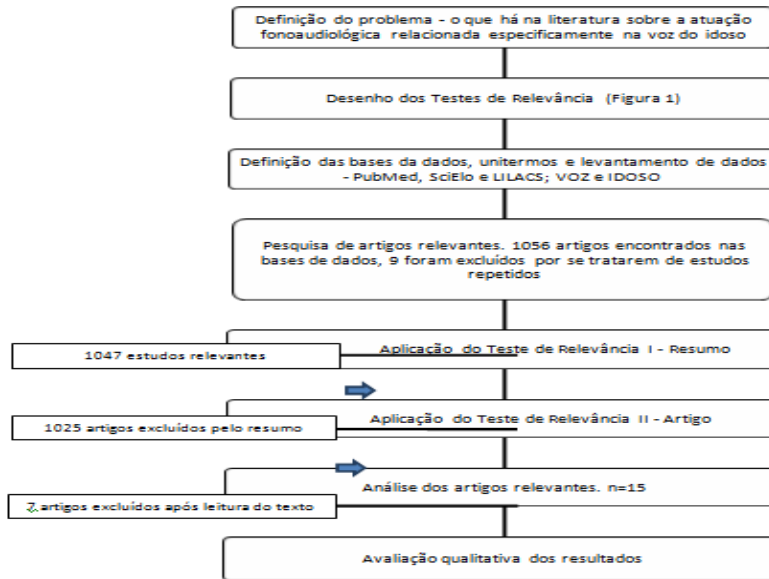 Definição do problema - o que há na literatura sobre a atuação
fonoaudiológica relacionada especificamente na voz do idoso
Desenho dos Testes de Relevância (Figura 1)
Definição das bases da dados, unitermos e levantamento de dados
- PubMed, SciElo e LILACS; VOZ e IDOSO
Pesquisa de artigos relevantes. 1056 artigos encontrados nas
bases de dados, 9 foram excluídos por se tratarem de estudos
repetidos
Aplicação do Teste de Relevância I - Resumo
1047 estudos relevantes
Aplicação do Teste de Relevância II - Artigo
1025 artigos excluídos pelo resumo
Análise dos artigos relevantes. n=15
7 artigos excluídos após leitura do texto
Avaliação qualitativa dos resultados